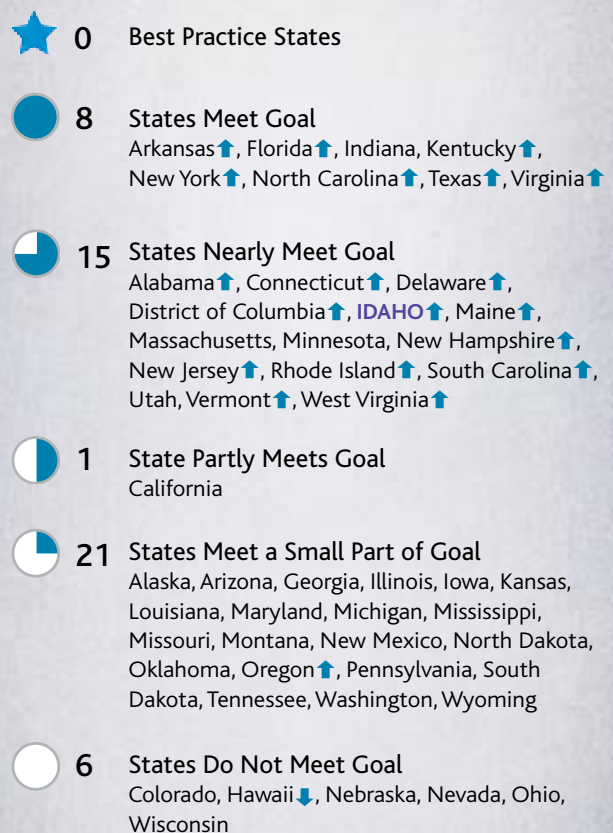 0 Best Practice States
8 States Meet Goal
Arkansas⬆, Florida⬆, Indiana, Kentucky⬆,
New York⬆, North Carolina⬆, Texas⬆, Virginia⬆
15 States Nearly Meet Goal
Alabama⬆, Connecticut⬆, Delaware⬆,
District of Columbia⬆, IDAHO⬆, Maine⬆,
Massachusetts, Minnesota, New Hampshire⬆,
New Jersey⬆, Rhode Island⬆, South Carolina⬆,
Utah, Vermont⬆, West Virginia⬆
1 State Partly Meets Goal
California
21 States Meet a Small Part of Goal
Alaska, Arizona, Georgia, Illinois, Iowa, Kansas,
Louisiana, Maryland, Michigan, Mississippi,
Missouri, Montana, New Mexico, North Dakota,
Oklahoma, Oregon⬆, Pennsylvania, South
Dakota, Tennessee, Washington, Wyoming
6 States Do Not Meet Goal
Colorado, Hawaii⬇, Nebraska, Nevada, Ohio,
Wisconsin